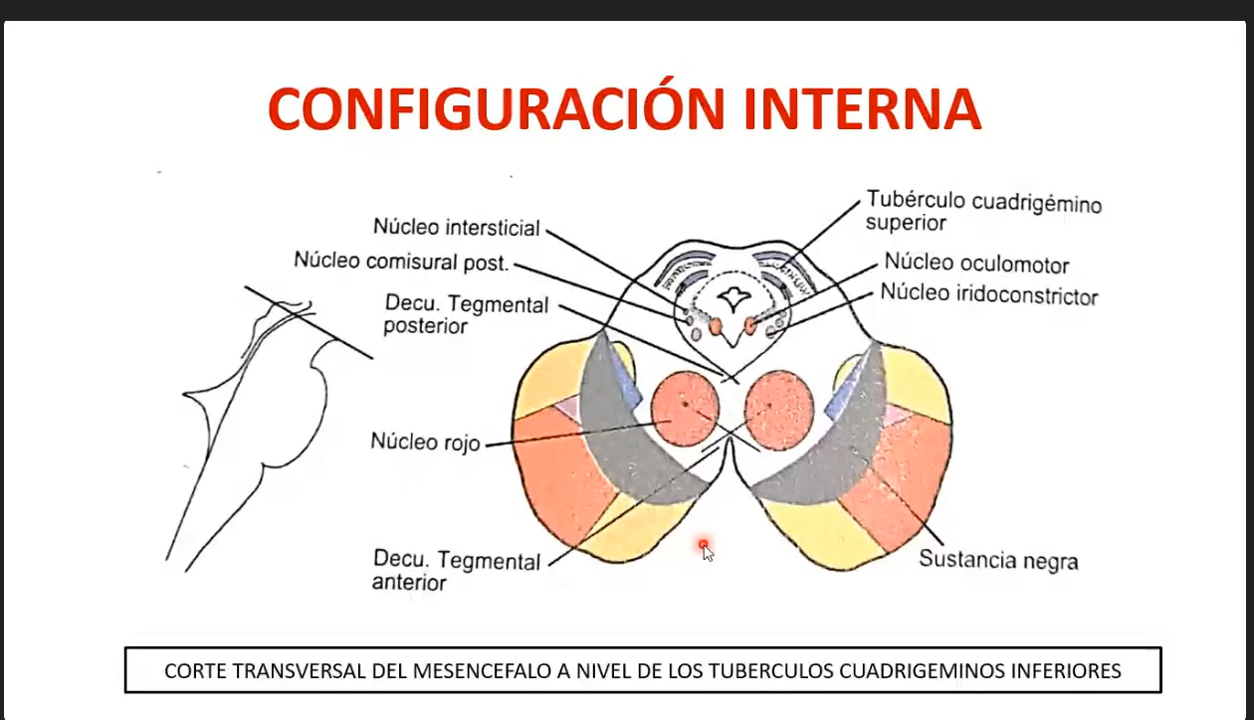 CONFIGURACIÓN INTERNA
Núcleo intersticial
Núcleo comisural post.
Decu. Tegmental
posterior
Núcleo rojo
Decu. Tegmental
anterior
Tubérculo cuadrigémino
superior
Núcleo oculomotor
Núcleo iridoconstrictor
Sustancia negra
CORTE TRANSVERSAL DEL MESENCEFALO A NIVEL DE LOS TUBERCULOS CUADRIGEMINOS INFERIORES